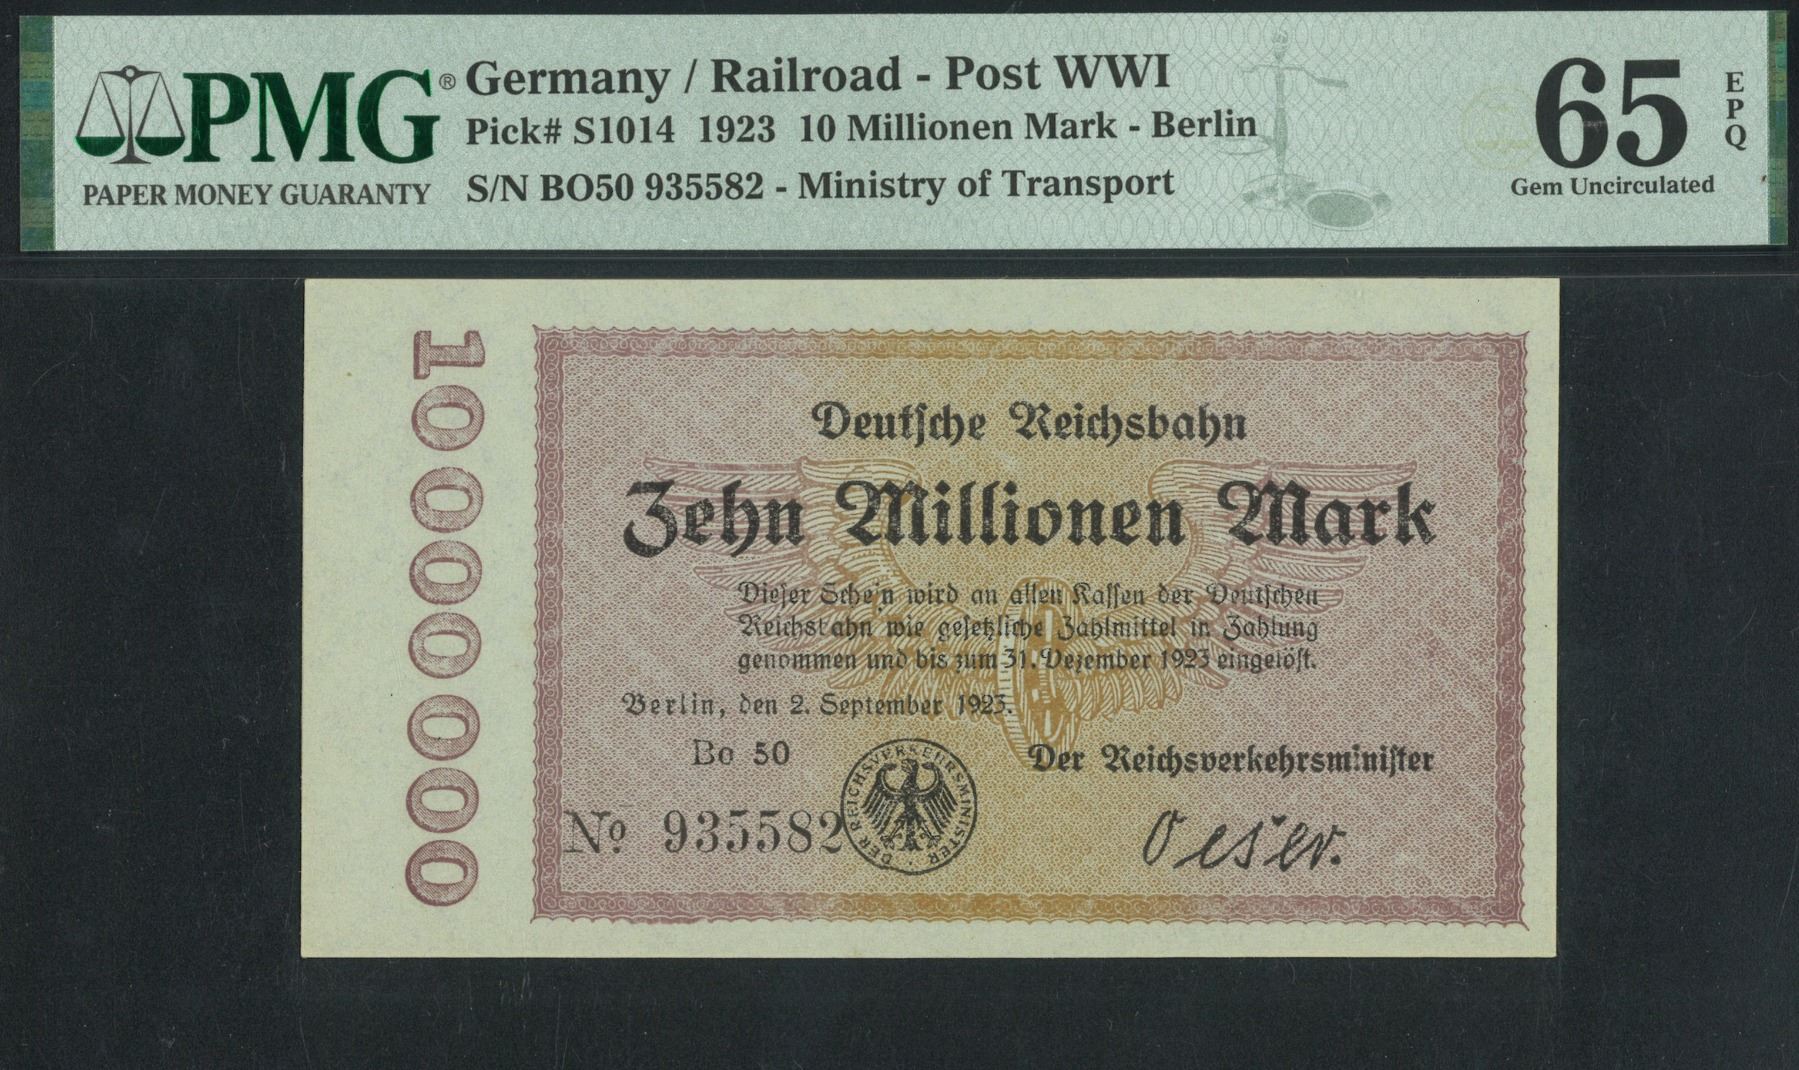 PMG®
PAPER MONEY GUARANTY
Germany / Railroad - Post WWI
Pick# S1014 1923 10 Millionen Mark - Berlin
S/N BO50 935582 - Ministry of Transport
65
EPQ
Gem Uncirculated
10000000
Deutſche Reichsbahn
Zehn Millionen Mark
Dieſer Schein wird an allen Kaſſen der Deutſchen
Reichsbahn wie geſetzliche Zahlmittel in Zahlung
genommen und bis zum 31. Dezember 1923 eingelöſt.
Berlin, den 2. September 1923.
Bo 50
Der Reichsverkehrsminiſter
No 935582
DER REICHSVERKEHRSMINISTER
Oeser.